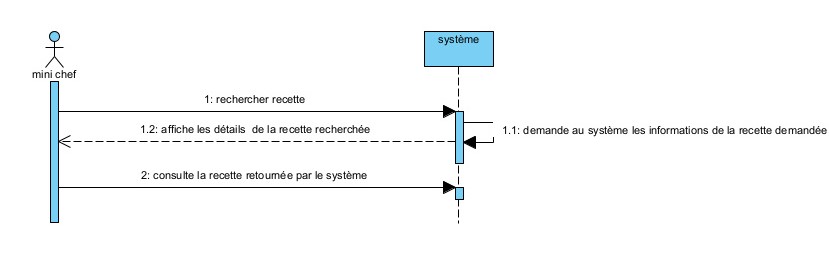 système
mini chef
1: rechercher recette
1.2: affiche les détails  de la recette recherchée
1.1: demande au système les informations de la recette demandée
2: consulte la recette retournée par le système